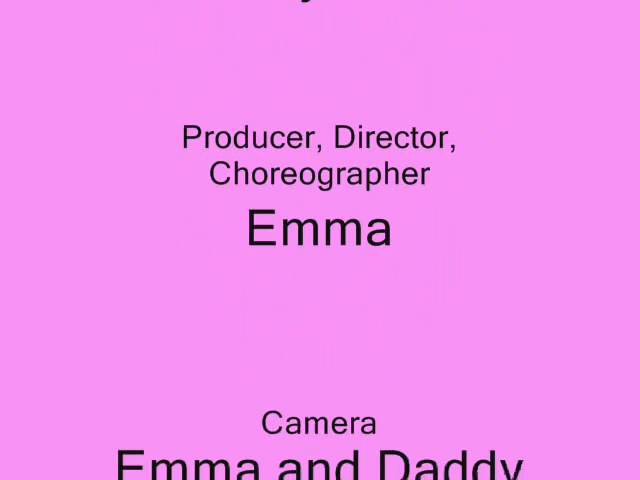 Producer, Director,
Choreographer
Emma
Camera
Emma and Daddy